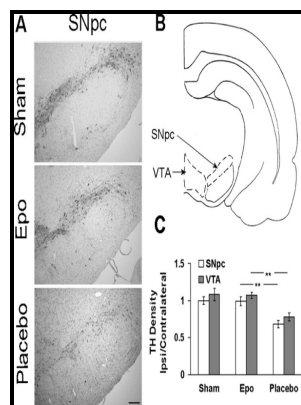 A
SNpc
Sham
Epo
Placebo
B
SNpc
VTA
C
SNpc
VTA
TH Density
Ipsi/Contralateral
1.5
1
0.5
0
**
**
Sham Epo Placebo